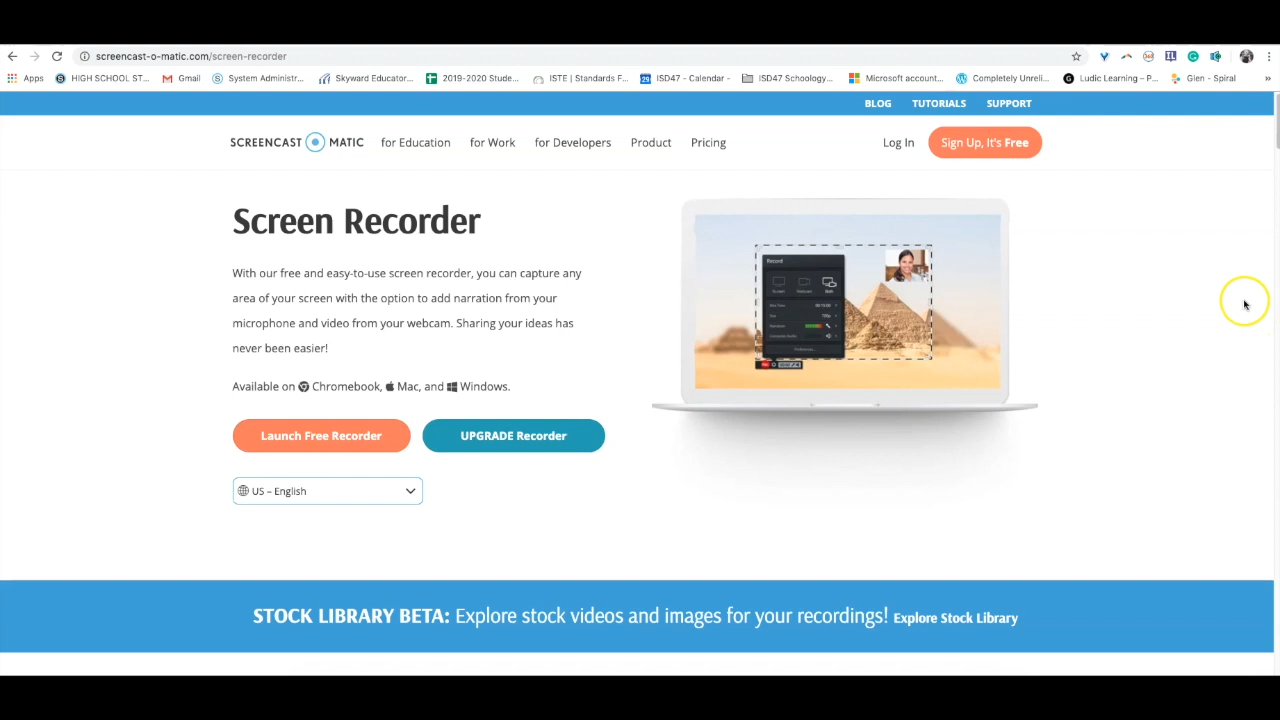 screencast-o-matic.com/screen-recorder
Apps HIGH SCHOOL ST... Gmail System Administr... Skyward Educator... 2019-2020 Stude... ISTE | Standards F... ISD47 - Calendar - ISD47 Schoology... Microsoft account... Completely Unreli... Ludic Learning – P... Glen - Spiral »
BLOG TUTORIALS SUPPORT
SCREENCAST O MATIC for Education for Work for Developers Product Pricing Log In Sign Up, It's Free
Screen Recorder
With our free and easy-to-use screen recorder, you can capture any
area of your screen with the option to add narration from your
microphone and video from your webcam. Sharing your ideas has
never been easier!
Available on Chromebook, Mac, and Windows.
Launch Free Recorder UPGRADE Recorder
US – English
Record
Screen Webcam Both
STOCK LIBRARY BETA: Explore stock videos and images for your recordings! Explore Stock Library